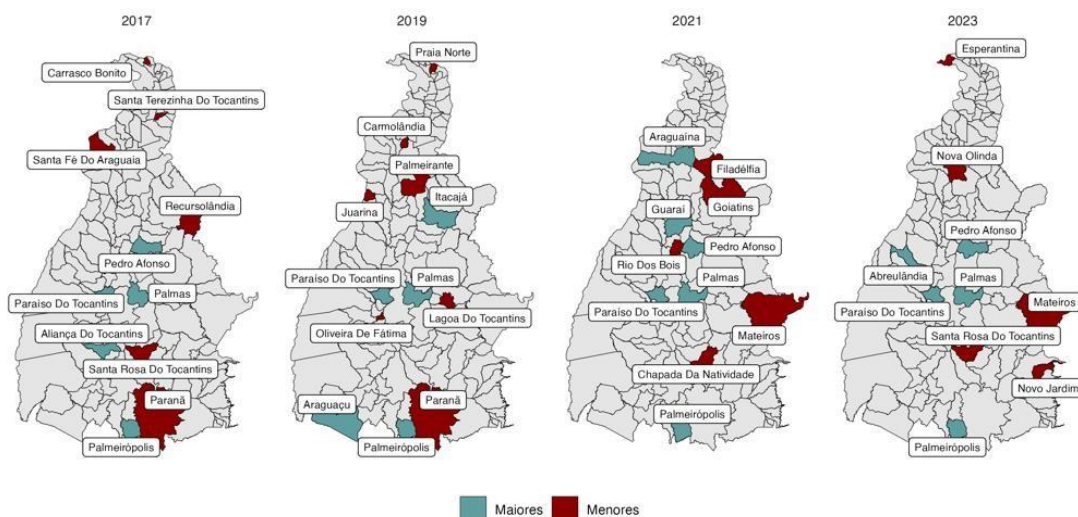 2017
2019
2021
2023
Carrasco Bonito
Santa Terezinha Do Tocantins
Santa Fé Do Araguaia
Recursolândia
Pedro Afonso
Paraíso Do Tocantins
Palmas
Aliança Do Tocantins
Santa Rosa Do Tocantins
Paranã
Palmeirópolis
Praia Norte
Carmolândia
Palmeirante
Itacajá
Juarina
Paraíso Do Tocantins
Palmas
Oliveira De Fátima
Lagoa Do Tocantins
Araguaçu
Paranã
Palmeirópolis
Araguaína
Filadélfia
Goiatins
Guaraí
Pedro Afonso
Rio Dos Bois
Palmas
Paraíso Do Tocantins
Mateiros
Chapada Da Natividade
Palmeirópolis
Esperantina
Nova Olinda
Pedro Afonso
Abreulândia
Palmas
Paraíso Do Tocantins
Mateiros
Santa Rosa Do Tocantins
Novo Jardim
Palmeirópolis
Maiores
Menores